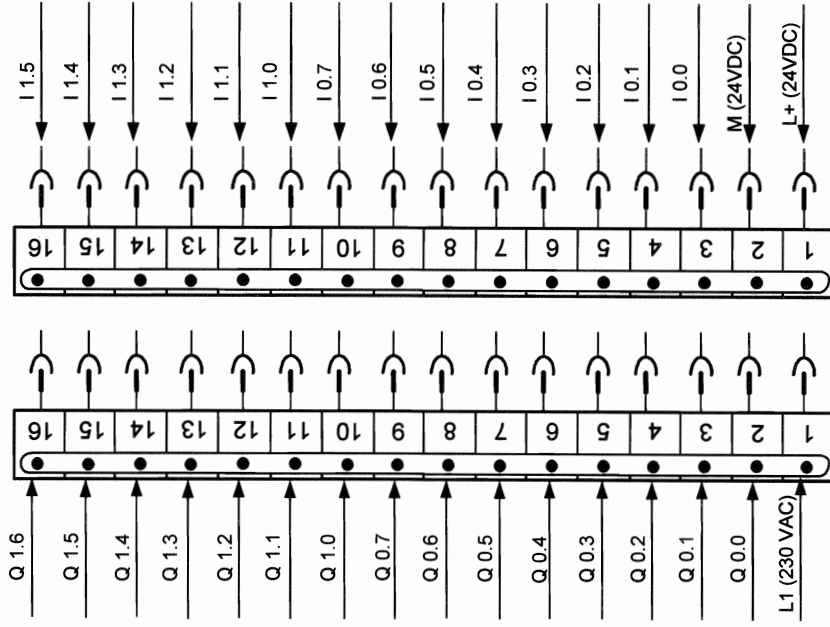 I 1.5
I 1.4
I 1.3
I 1.2
I 1.1
I 1.0
I 0.7
I 0.6
I 0.5
I 0.4
I 0.3
I 0.2
I 0.1
I 0.0
M (24VDC)
L+ (24VDC)
16
15
14
13
12
11
10
9
8
7
6
5
4
3
2
1
16
15
14
13
12
11
10
9
8
7
6
5
4
3
2
1
Q 1.6
Q 1.5
Q 1.4
Q 1.3
Q 1.2
Q 1.1
Q 1.0
Q 0.7
Q 0.6
Q 0.5
Q 0.4
Q 0.3
Q 0.2
Q 0.1
Q 0.0
L1 (230 VAC)